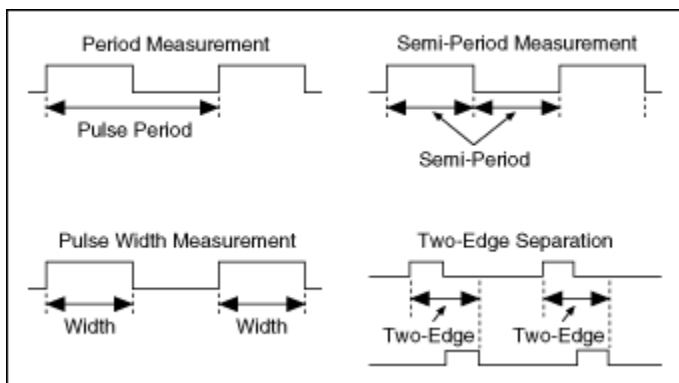 Period Measurement
Pulse Period
Semi-Period Measurement
Semi-Period
Pulse Width Measurement
Width Width
Two-Edge Separation
Two-Edge Two-Edge